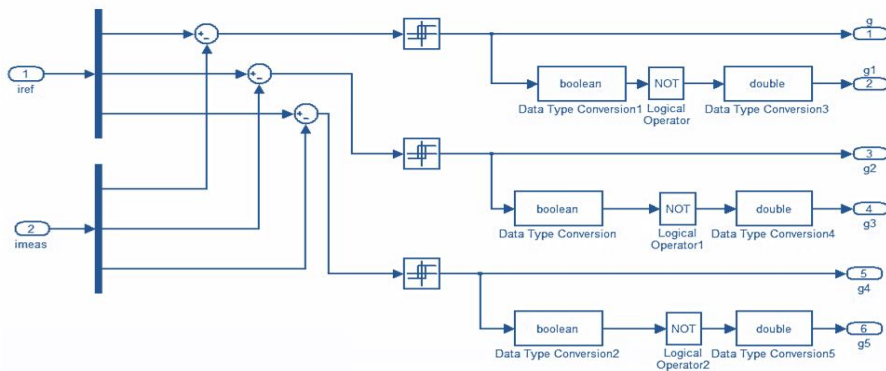 g
1
+
-
1
iref
+
-
g1
boolean
NOT
double
2
Data Type Conversion1
Logical
Operator
Data Type Conversion3
+
-
3
g2
2
imeas
boolean
NOT
double
4
Data Type Conversion
Logical
Operator1
Data Type Conversion4
g3
5
g4
boolean
NOT
double
6
Data Type Conversion2
Logical
Operator2
Data Type Conversion5
g5